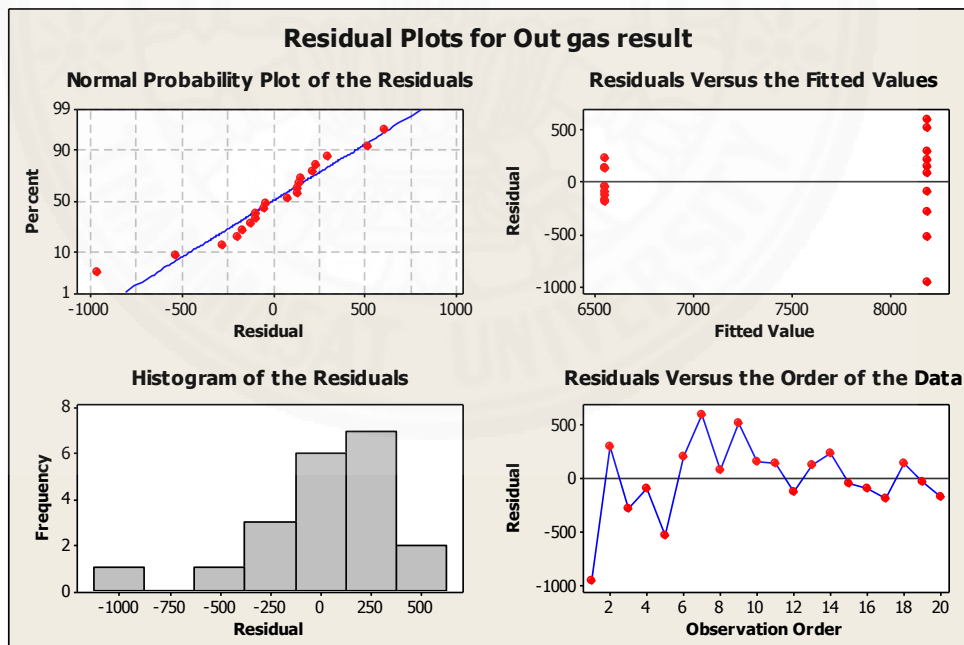 Residual Plots for Out gas result
Normal Probability Plot of the Residuals
99
90
50
10
1
Percent
-1000 -500 0 500 1000
Residual
Residuals Versus the Fitted Values
500
0
-500
-1000
Residual
6500 7000 7500 8000
Fitted Value
Histogram of the Residuals
8
6
4
2
0
Frequency
-1000 -750 -500 -250 0 250 500
Residual
Residuals Versus the Order of the Data
500
0
-500
-1000
Residual
2 4 6 8 10 12 14 16 18 20
Observation Order